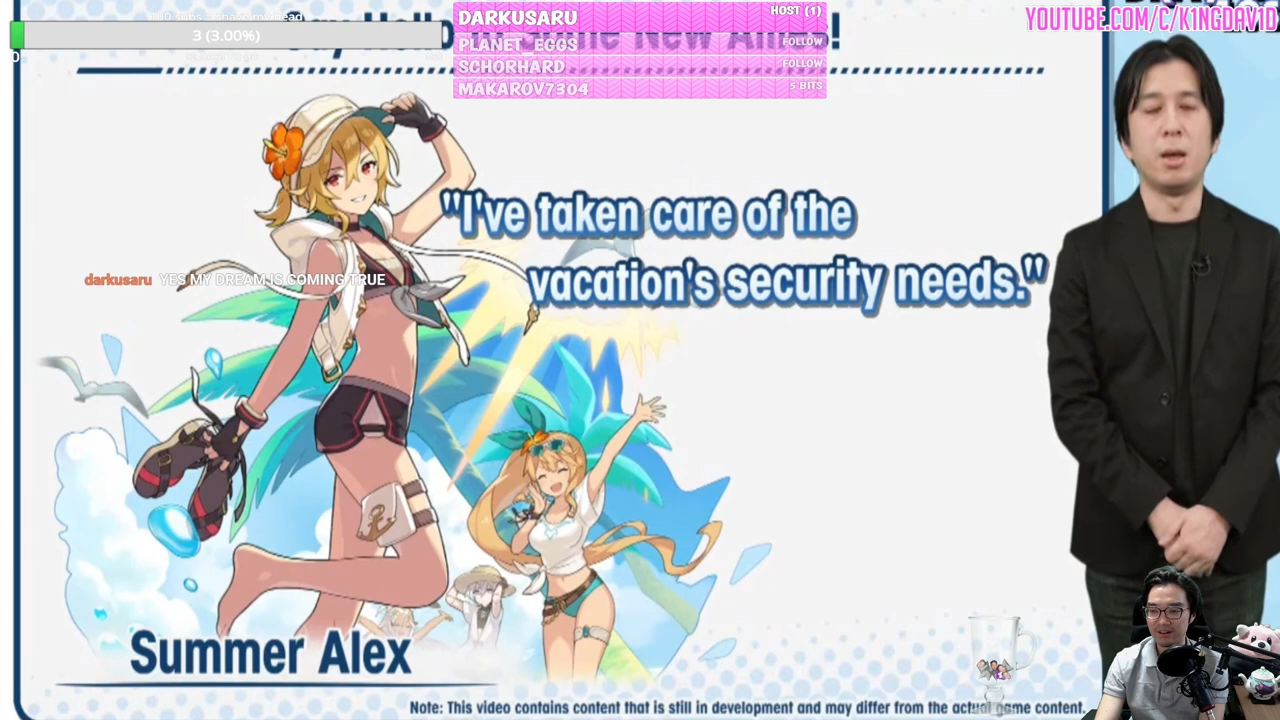 3 (3.00%)
0
DARKUSARU HOST (1)
PLANET_EGGS FOLLOW
SCHORHARD FOLLOW
MAKAROV7304 5 BITS
YOUTUBE.COM/C/K1NGDAV1D
"I've taken care of the
vacation's security needs."
darkusaru YES MY DREAM IS COMING TRUE
Summer Alex
Note: This video contains content that is still in development and may differ from the actual game content.